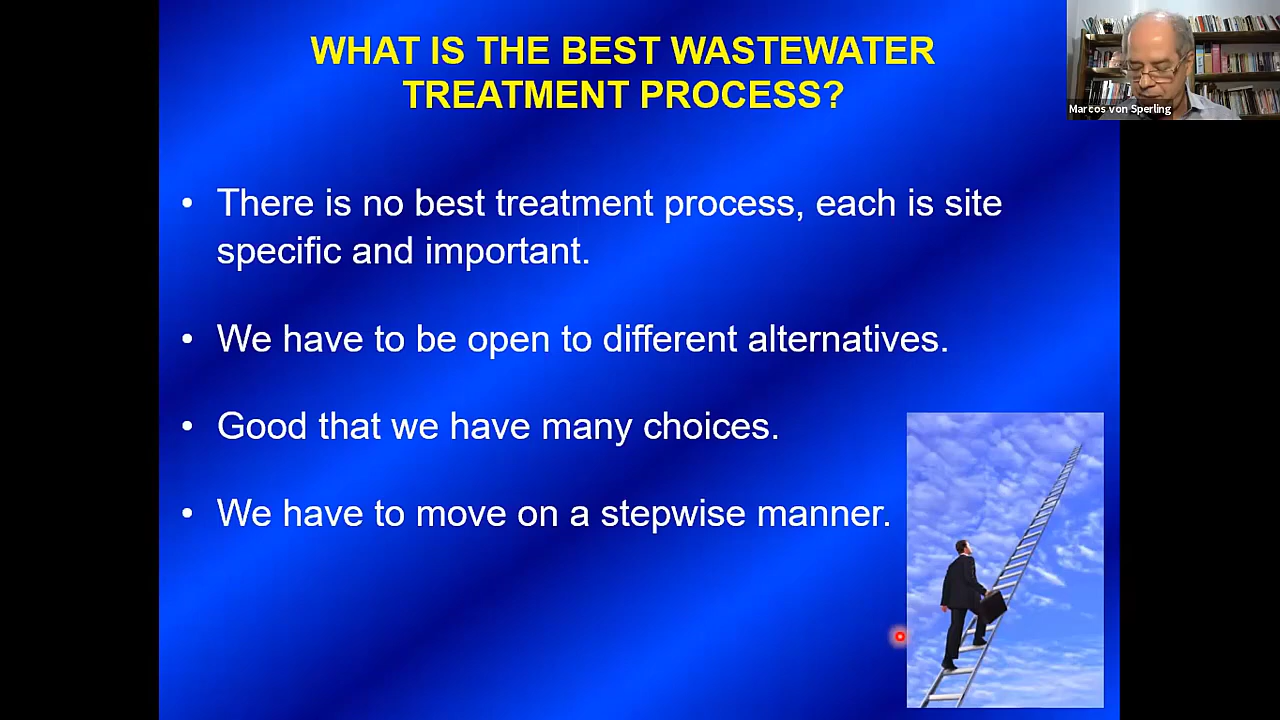 WHAT IS THE BEST WASTEWATER
TREATMENT PROCESS?
Marcos von Sperling
• There is no best treatment process, each is site
specific and important.
• We have to be open to different alternatives.
• Good that we have many choices.
• We have to move on a stepwise manner.